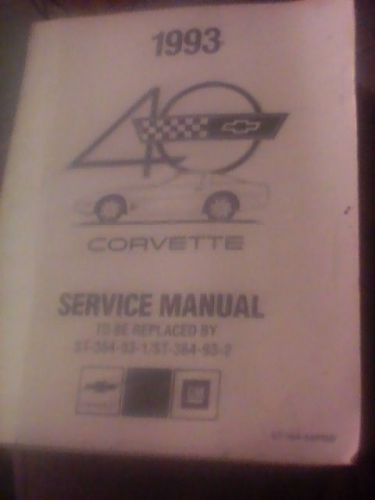 1993
40
CORVETTE
SERVICE MANUAL
TO BE REPLACED BY
ST-364-93-1/ST-364-93-2